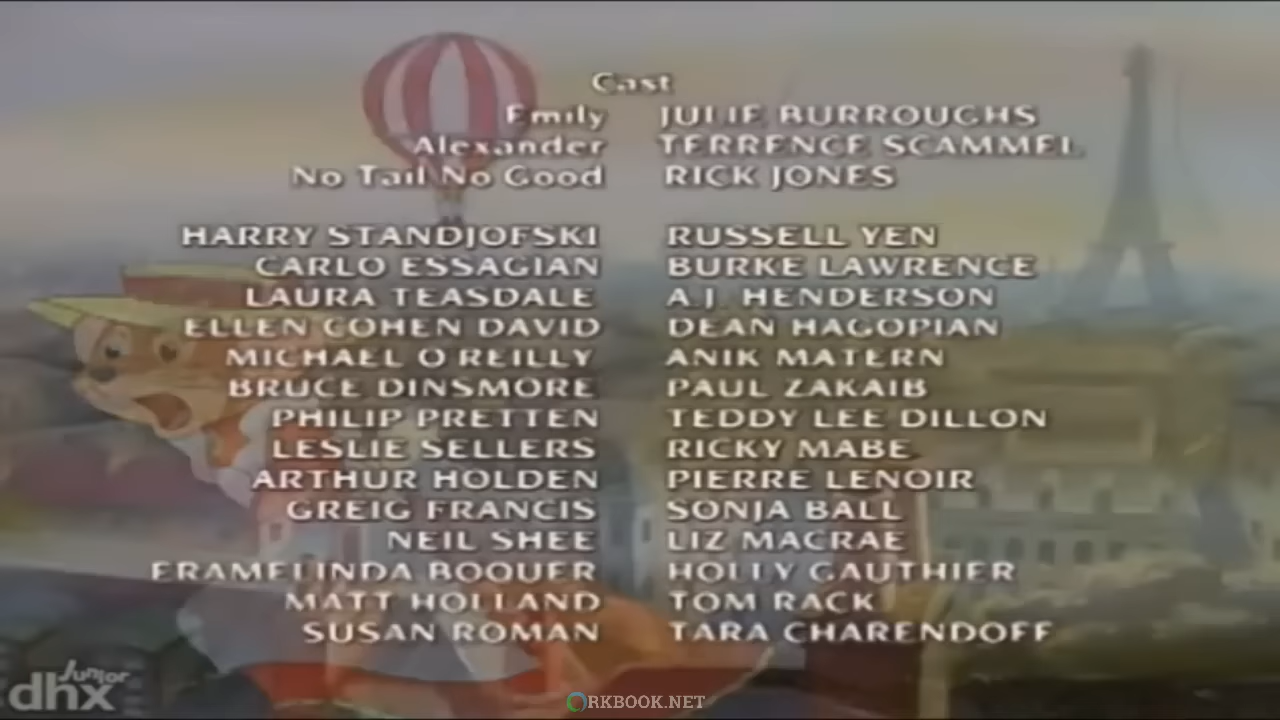 Cast
Emily JULIE BURROUGHS
Alexander TERRENCE SCAMMEL
No Tail No Good RICK JONES
HARRY STANDJOFSKI RUSSELL YEN
CARLO ESSAGIAN BURKE LAWRENCE
LAURA TEASDALE A.J. HENDERSON
ELLEN COHEN DAVID DEAN HAGOPIAN
MICHAEL O REILLY ANIK MATERN
BRUCE DINSMORE PAUL ZAKAIB
PHILIP PRETTEN TEDDY LEE DILLON
LESLIE SELLERS RICKY MABE
ARTHUR HOLDEN PIERRE LENOIR
GREIG FRANCIS SONJA BALL
NEIL SHEE LIZ MACRAE
ERAMELINDA BOQUER HOLLY GAUTHIER
MATT HOLLAND TOM RACK
SUSAN ROMAN TARA CHARENDOFF
Junior
dhx
ORKBOOK.NET